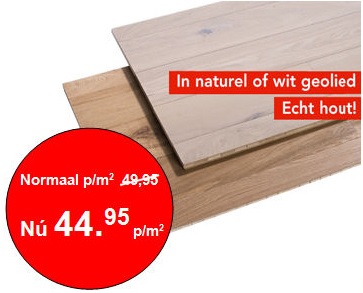 In naturel of wit geolied
Echt hout!
Normaal p/m² 49,95
Nú 44.95 p/m²